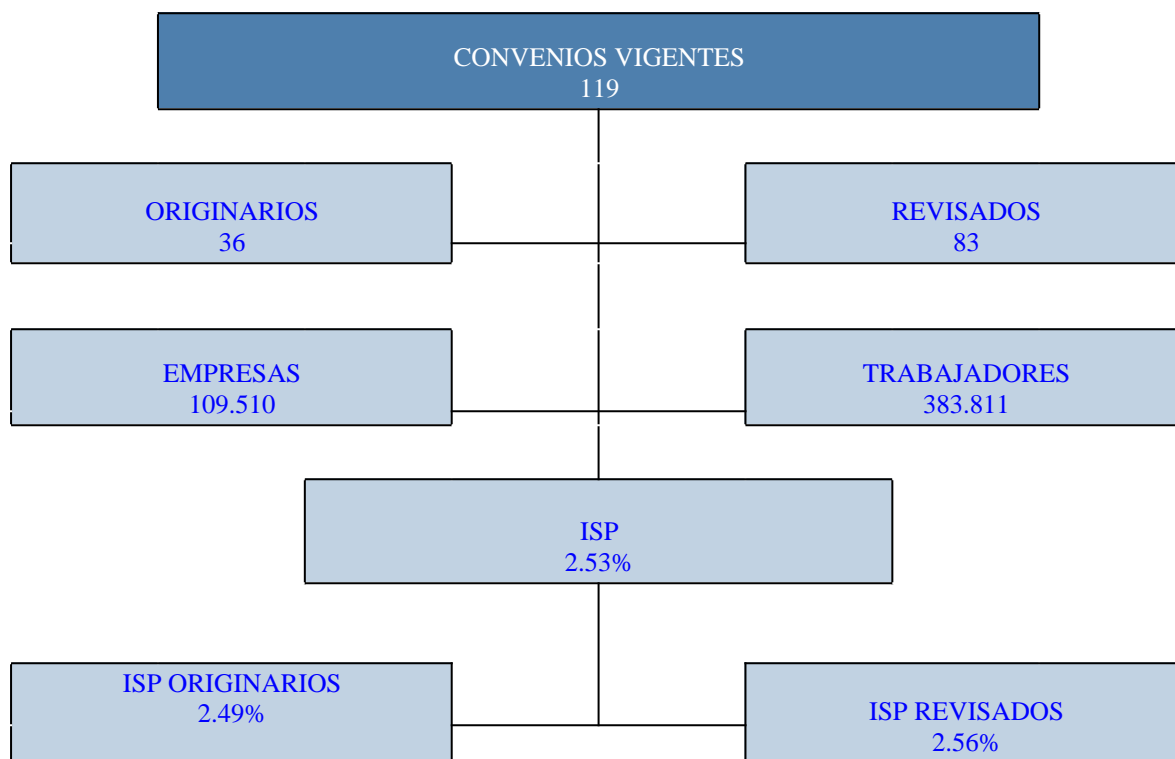 CONVENIOS VIGENTES
119
ORIGINARIOS
36
REVISADOS
83
EMPRESAS
109.510
TRABAJADORES
383.811
ISP
2.53%
ISP ORIGINARIOS
2.49%
ISP REVISADOS
2.56%